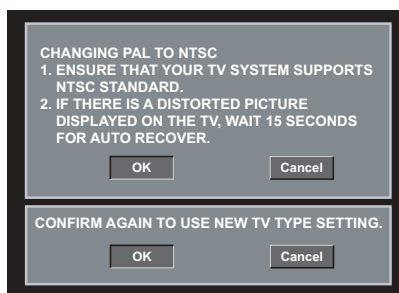 CHANGING PAL TO NTSC
1. ENSURE THAT YOUR TV SYSTEM SUPPORTS
NTSC STANDARD.
2. IF THERE IS A DISTORTED PICTURE
DISPLAYED ON THE TV, WAIT 15 SECONDS
FOR AUTO RECOVER.
OK Cancel
CONFIRM AGAIN TO USE NEW TV TYPE SETTING.
OK Cancel